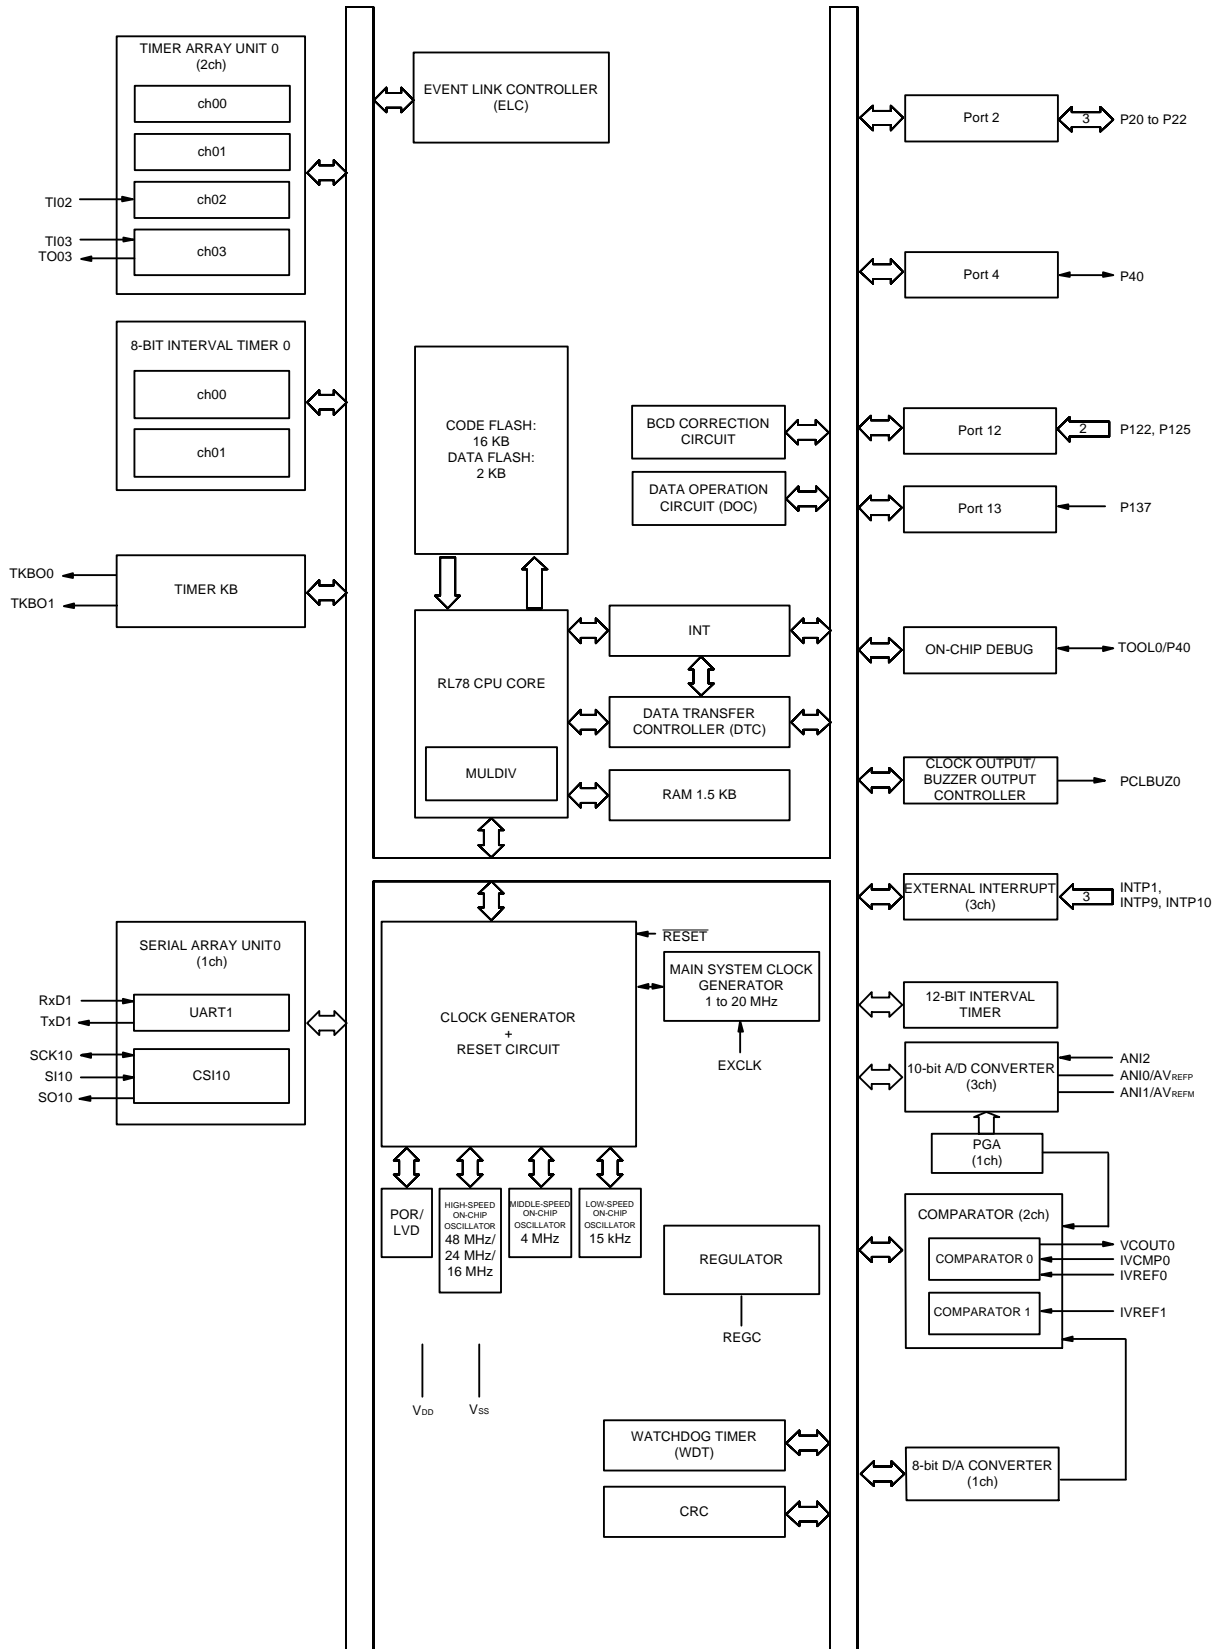 TIMER ARRAY UNIT 0
(2ch)
ch00
ch01
ch02
ch03
TI02
TI03
TO03
8-BIT INTERVAL TIMER 0
ch00
ch01
TKBO0
TKBO1
TIMER KB
SERIAL ARRAY UNIT0
(1ch)
RxD1
TxD1
UART1
SCK10
SI10
SO10
CSI10
EVENT LINK CONTROLLER
(ELC)
CODE FLASH:
16 KB
DATA FLASH:
2 KB
BCD CORRECTION
CIRCUIT
DATA OPERATION
CIRCUIT (DOC)
RL78 CPU CORE
MULDIV
INT
DATA TRANSFER
CONTROLLER (DTC)
RAM 1.5 KB
CLOCK GENERATOR
+
RESET CIRCUIT
RESET
MAIN SYSTEM CLOCK
GENERATOR
1 to 20 MHz
EXCLK
POR/
LVD
HIGH-SPEED
ON-CHIP
OSCILLATOR
48 MHz/
24 MHz/
16 MHz
MIDDLE-SPEED
ON-CHIP
OSCILLATOR
4 MHz
LOW-SPEED
ON-CHIP
OSCILLATOR
15 kHz
REGULATOR
REGC
VDD
VSS
WATCHDOG TIMER
(WDT)
CRC
Port 2
3
P20 to P22
Port 4
P40
Port 12
2
P122, P125
Port 13
P137
ON-CHIP DEBUG
TOOL0/P40
CLOCK OUTPUT/
BUZZER OUTPUT
CONTROLLER
PCLBUZ0
EXTERNAL INTERRUPT
(3ch)
3
INTP1,
INTP9, INTP10
12-BIT INTERVAL
TIMER
10-bit A/D CONVERTER
(3ch)
ANI2
ANI0/AVREFP
ANI1/AVREFM
PGA
(1ch)
COMPARATOR (2ch)
COMPARATOR 0
VCOUT0
IVCMP0
IVREF0
COMPARATOR 1
IVREF1
8-bit D/A CONVERTER
(1ch)